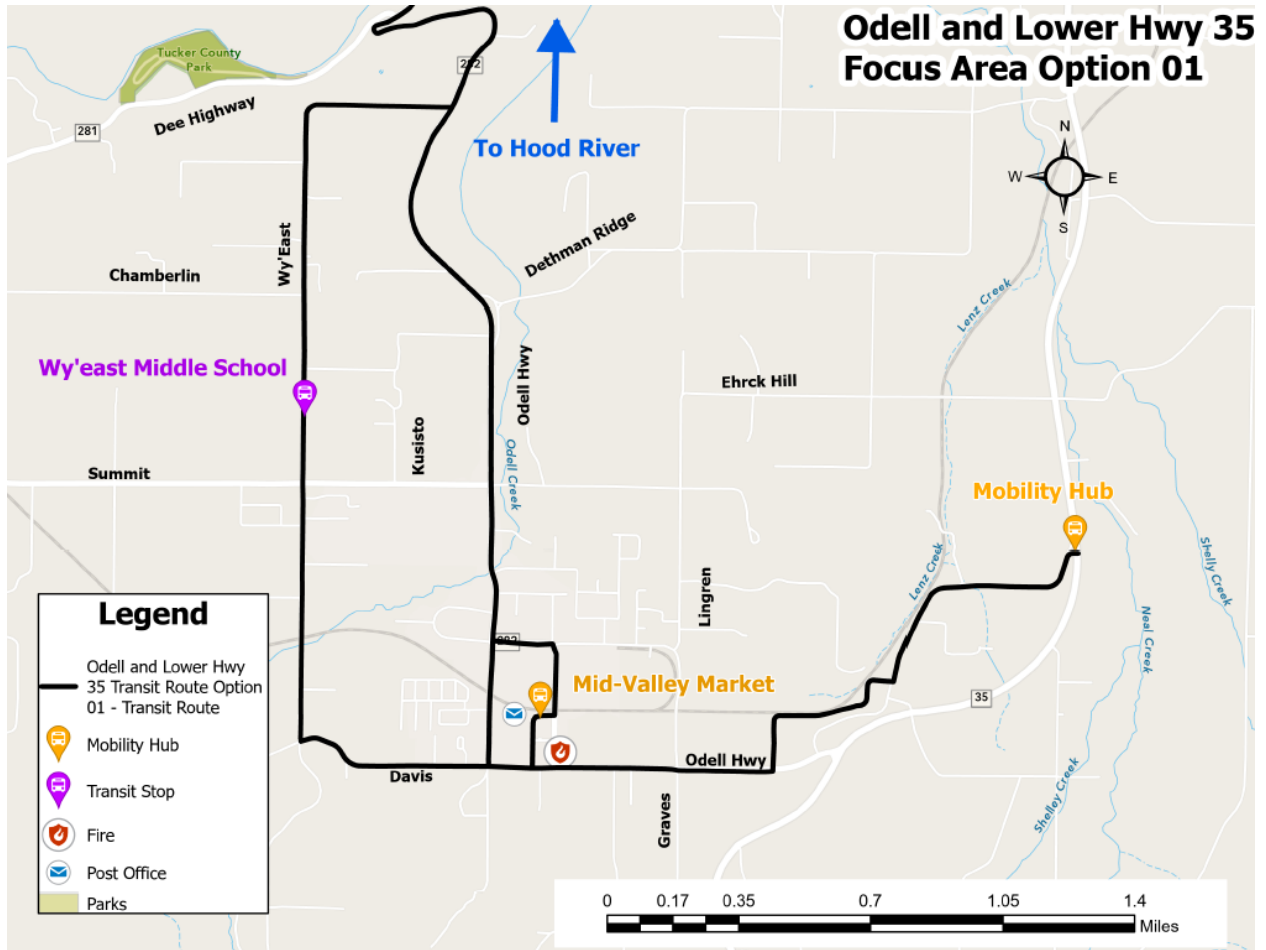 Odell and Lower Hwy 35
Focus Area Option 01
Tucker County
Park
282
Dee Highway
281
To Hood River
N
W
E
S
Wy'East
Dethman Ridge
Chamberlin
Lenz Creek
Wy'east Middle School
Odell Hwy
Ehrck Hill
Kusisto
Odell Creek
Summit
Mobility Hub
Shelly Creek
Lenz Creek
Lingren
Neal Creek
282
Mid-Valley Market
35
Odell Hwy
Davis
Graves
Shelley Creek
Legend
Odell and Lower Hwy
35 Transit Route Option
01 - Transit Route
Mobility Hub
Transit Stop
Fire
Post Office
Parks
0 0.17 0.35 0.7 1.05 1.4
Miles